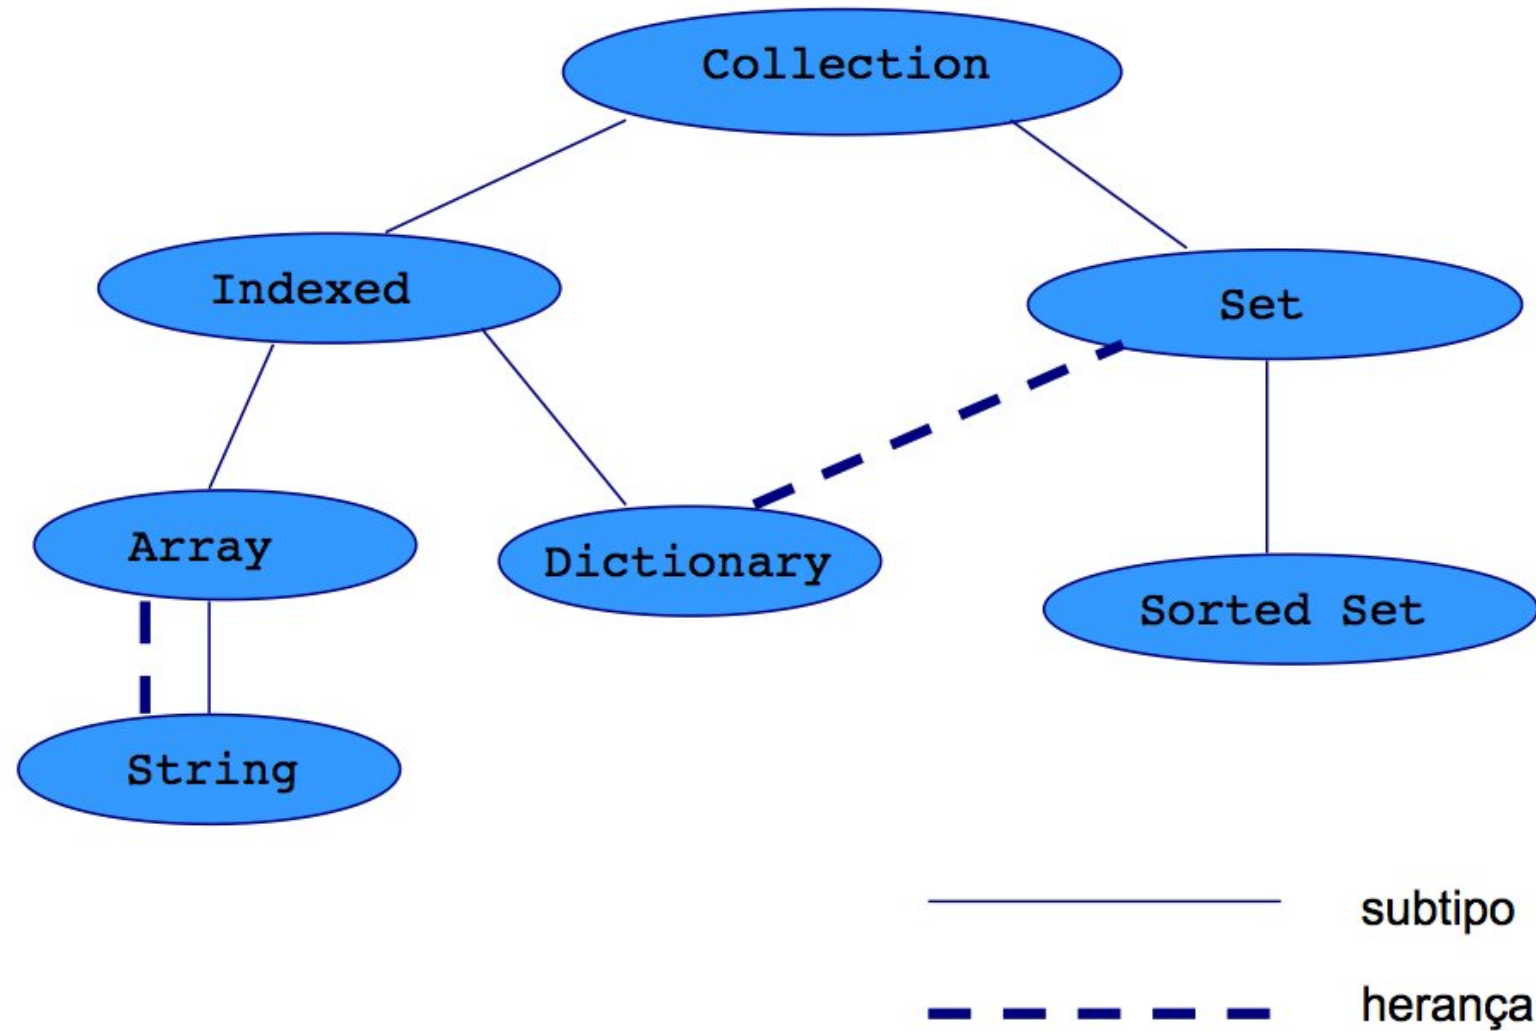 Collection
Indexed
Set
Array
Dictionary
Sorted Set
String
subtipo
herança